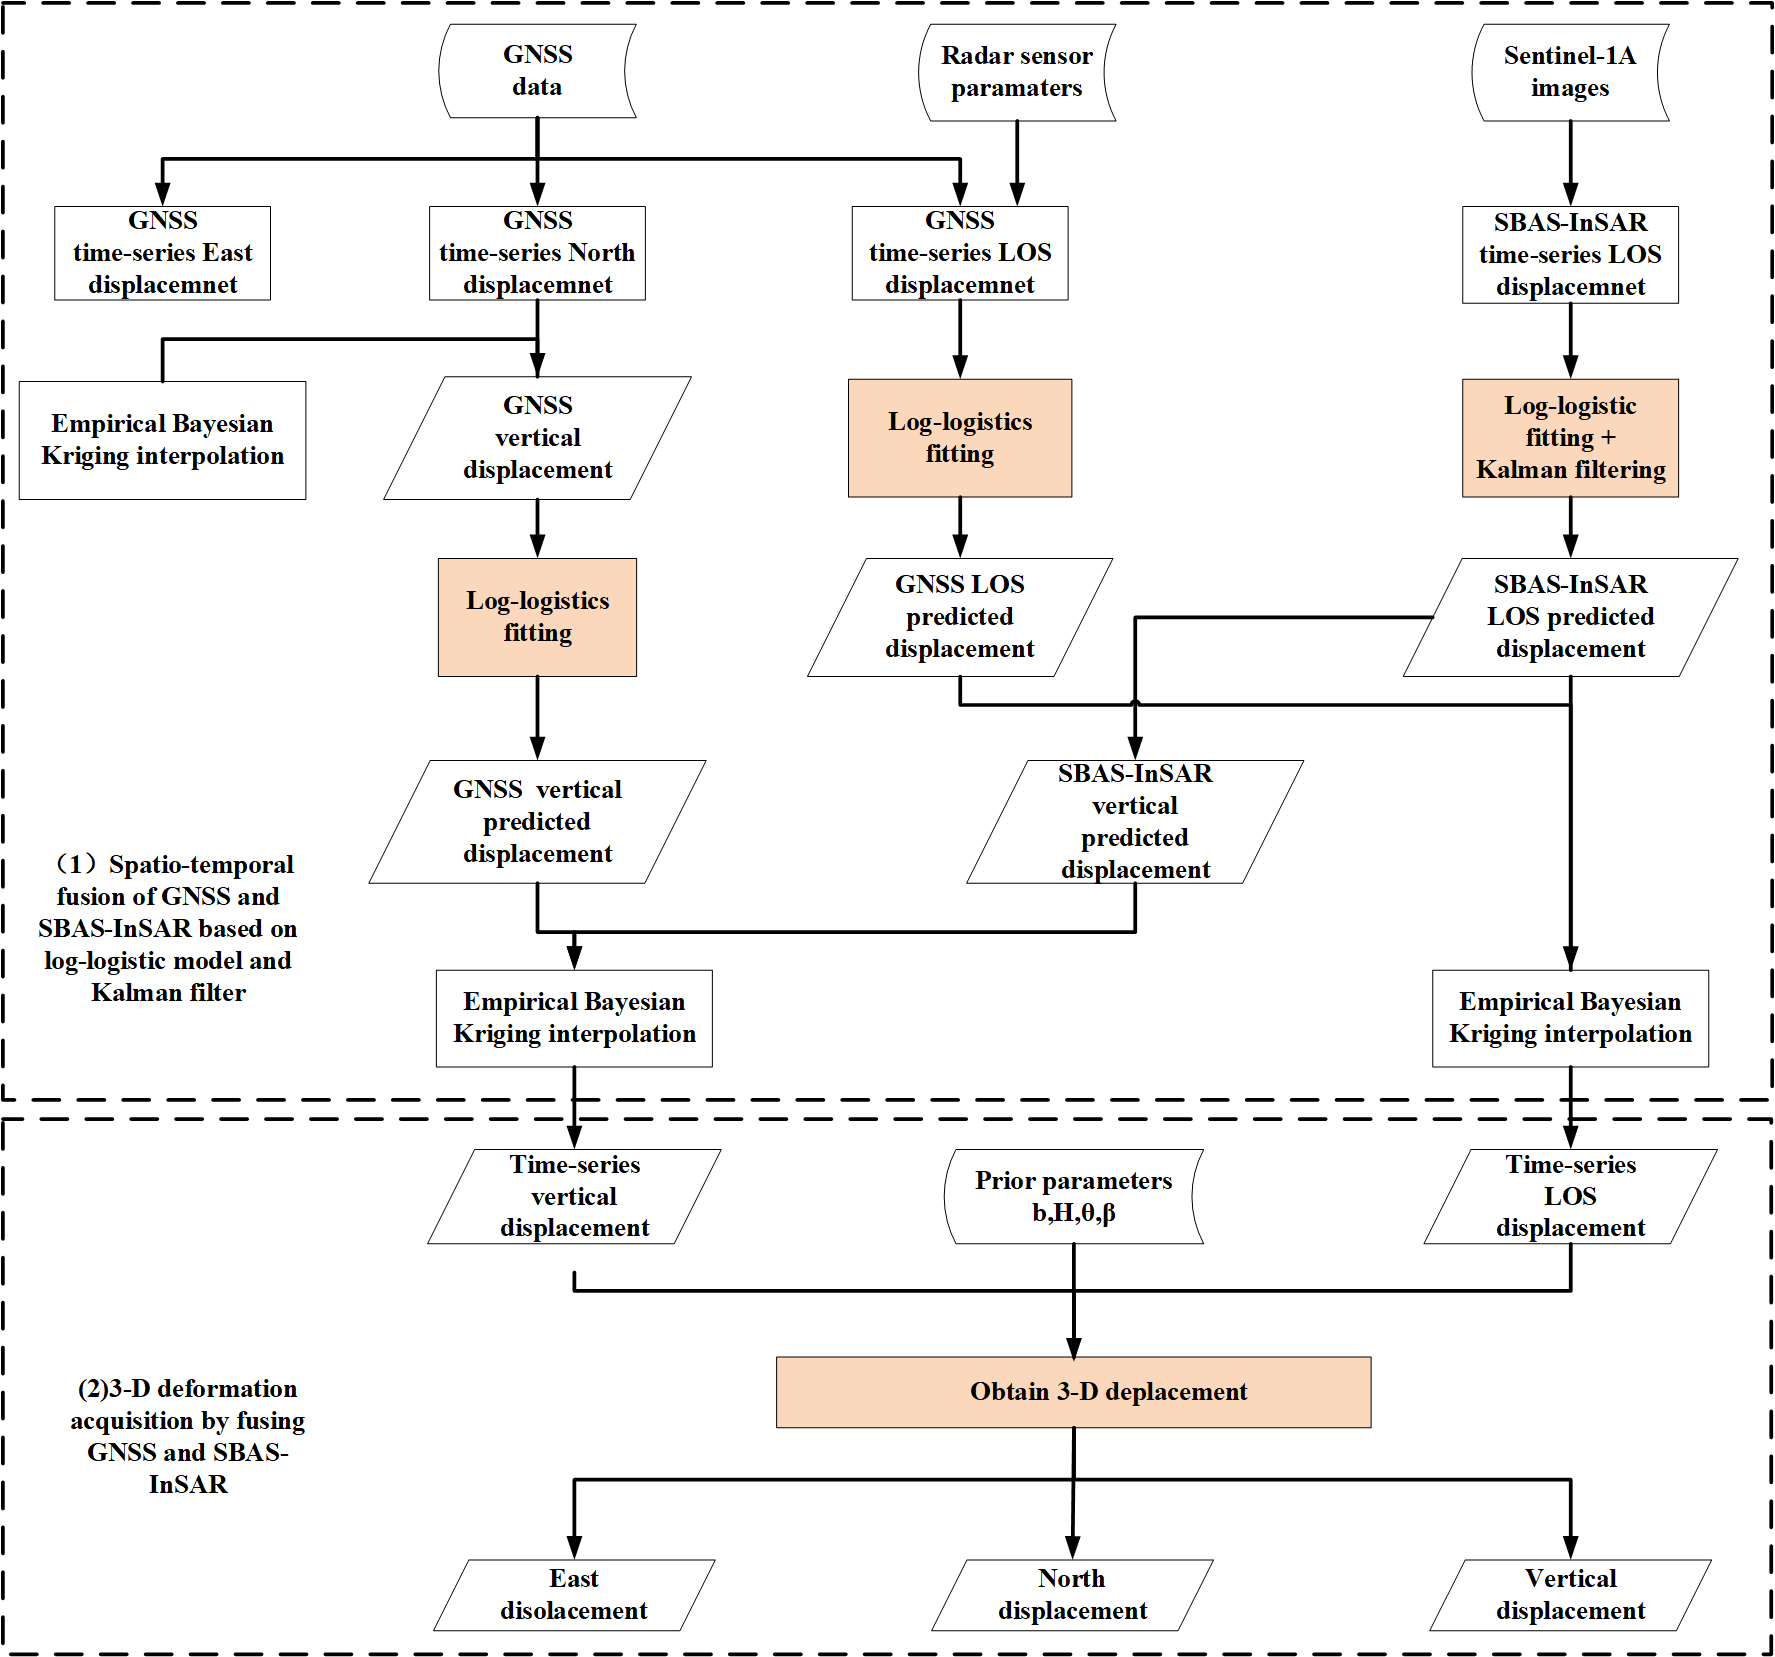 GNSS
data
Radar sensor
paramaters
Sentinel-1A
images
GNSS
time-series East
displacemnet
GNSS
time-series North
displacemnet
GNSS
time-series LOS
displacemnet
SBAS-InSAR
time-series LOS
displacemnet
Empirical Bayesian
Kriging interpolation
GNSS
vertical
displacement
Log-logistics
fitting
Log-logistic
fitting +
Kalman filtering
Log-logistics
fitting
GNSS LOS
predicted
displacement
SBAS-InSAR
LOS predicted
displacement
GNSS  vertical
predicted
displacement
SBAS-InSAR
vertical
predicted
displacement
（1）Spatio-temporal
fusion of GNSS and
SBAS-InSAR based on
log-logistic model and
Kalman filter
Empirical Bayesian
Kriging interpolation
Empirical Bayesian
Kriging interpolation
Time-series
vertical
displacement
Prior parameters
b,H,θ,β
Time-series
LOS
displacement
(2)3-D deformation
acquisition by fusing
GNSS and SBAS-
InSAR
Obtain 3-D deplacement
East
disolacement
North
displacement
Vertical
displacement